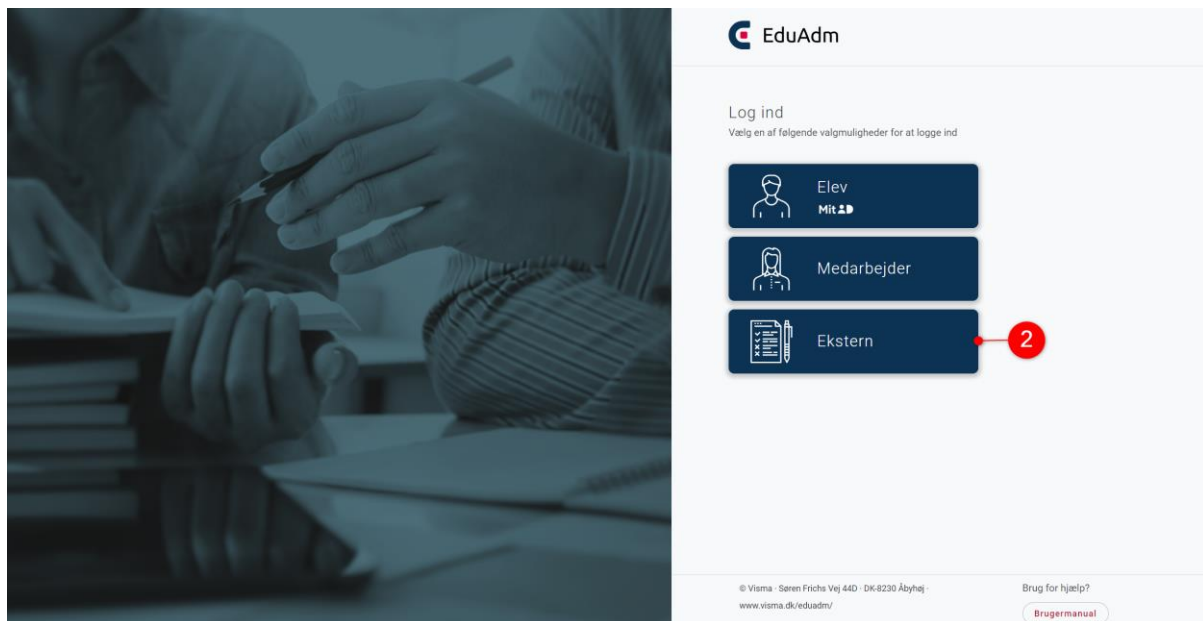 EduAdm
Log ind
Vælg en af følgende valgmuligheder for at logge ind
Elev
Mit ID
Medarbejder
Ekstern
2
© Visma · Søren Frichs Vej 44D · DK-8230 Åbyhøj ·
www.visma.dk/eduadm/
Brug for hjælp?
Brugermanual